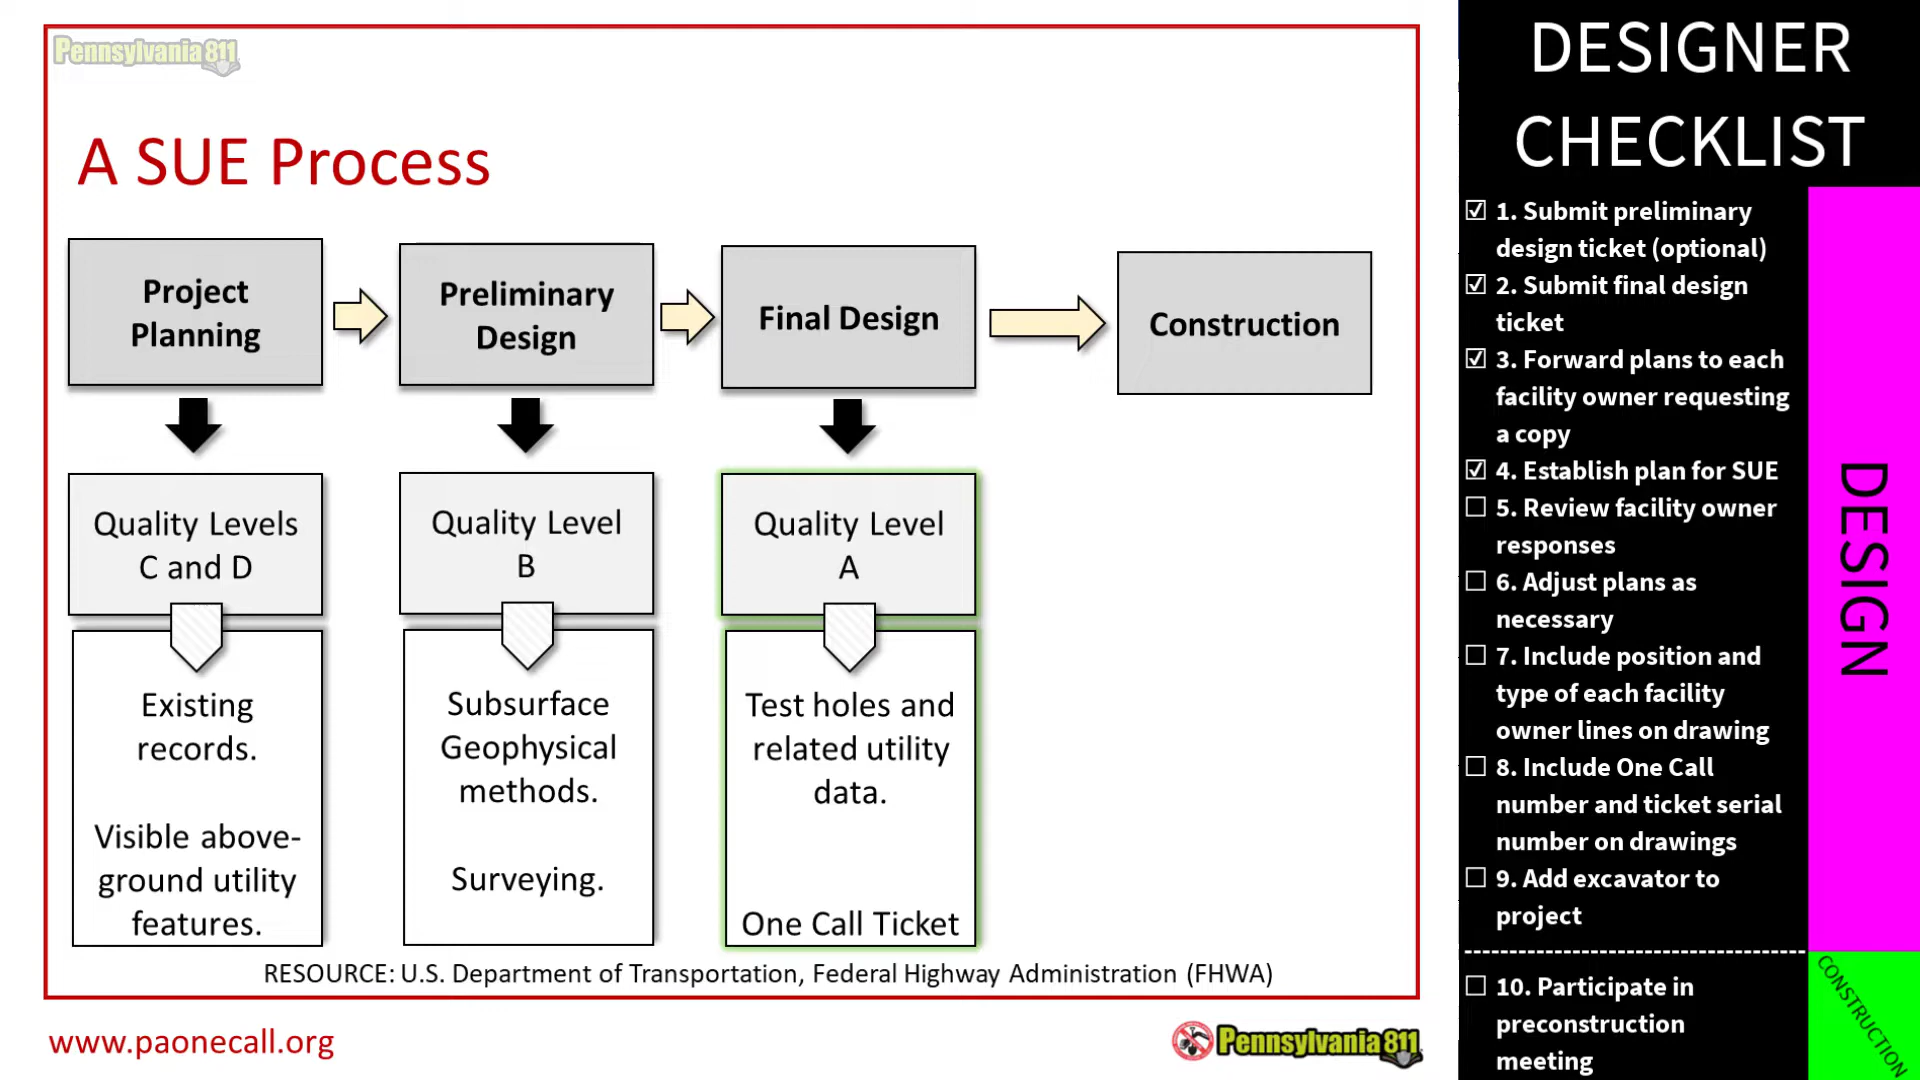 Pennsylvania 811
A SUE Process
Project
Planning
Preliminary
Design
Final Design
Construction
Quality Levels
C and D
Quality Level
B
Quality Level
A
Existing
records.
Visible above-
ground utility
features.
Subsurface
Geophysical
methods.
Surveying.
Test holes and
related utility
data.
One Call Ticket
RESOURCE: U.S. Department of Transportation, Federal Highway Administration (FHWA)
www.paonecall.org
Pennsylvania 811
DESIGNER
CHECKLIST
☑ 1. Submit preliminary
design ticket (optional)
☑ 2. Submit final design
ticket
☑ 3. Forward plans to each
facility owner requesting
a copy
☑ 4. Establish plan for SUE
☐ 5. Review facility owner
responses
☐ 6. Adjust plans as
necessary
☐ 7. Include position and
type of each facility
owner lines on drawing
☐ 8. Include One Call
number and ticket serial
number on drawings
☐ 9. Add excavator to
project
☐ 10. Participate in
preconstruction
meeting
DESIGN
CONSTRUCTION